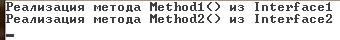 Реализация метода Method1() из Interface1
Реализация метода Method2() из Interface2